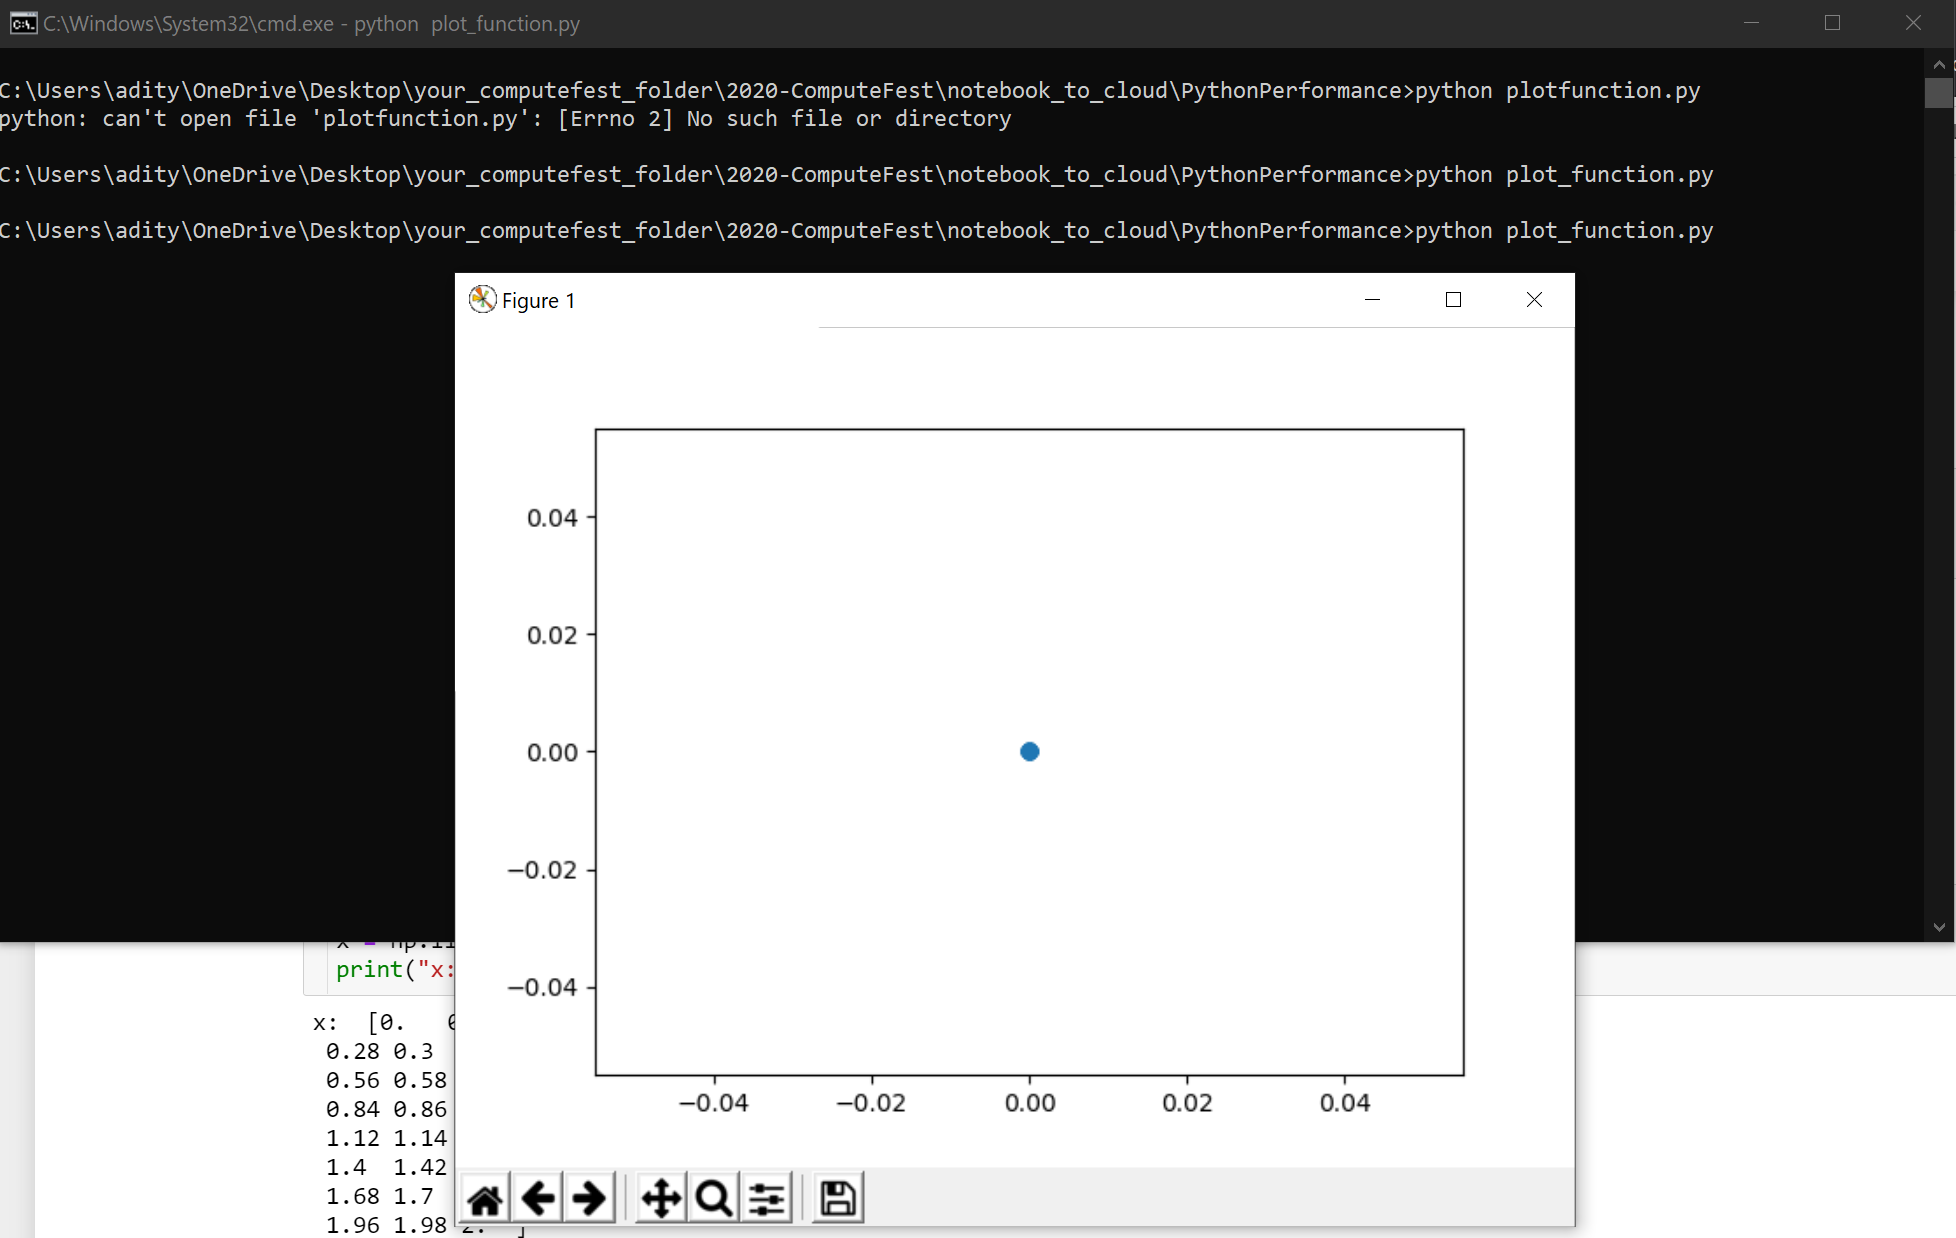 C:\Windows\System32\cmd.exe - python  plot_function.py
C:\Users\adity\OneDrive\Desktop\your_computefest_folder\2020-ComputeFest\notebook_to_cloud\PythonPerformance>python plotfunction.py
python: can't open file 'plotfunction.py': [Errno 2] No such file or directory
C:\Users\adity\OneDrive\Desktop\your_computefest_folder\2020-ComputeFest\notebook_to_cloud\PythonPerformance>python plot_function.py
C:\Users\adity\OneDrive\Desktop\your_computefest_folder\2020-ComputeFest\notebook_to_cloud\PythonPerformance>python plot_function.py
Figure 1
0.04
0.02
0.00
−0.02
−0.04
−0.04 −0.02 0.00 0.02 0.04
print("x:
x:  [0.
0.28 0.3
0.56 0.58
0.84 0.86
1.12 1.14
1.4  1.42
1.68 1.7
1.96 1.98 2.  ]